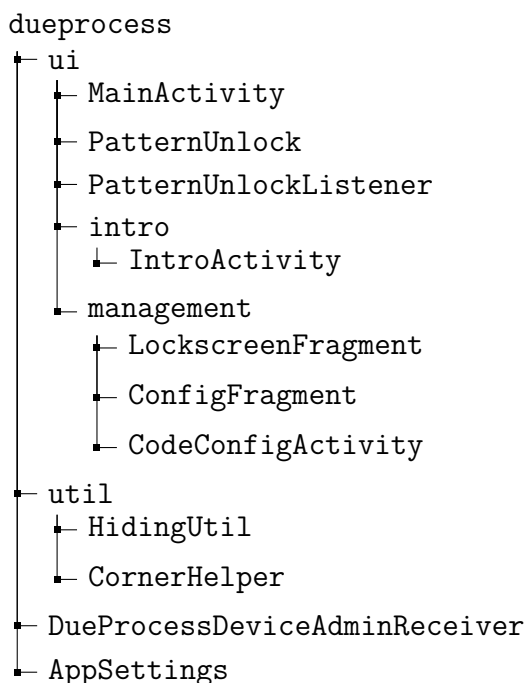 dueprocess
ui
MainActivity
PatternUnlock
PatternUnlockListener
intro
IntroActivity
management
LockscreenFragment
ConfigFragment
CodeConfigActivity
util
HidingUtil
CornerHelper
DueProcessDeviceAdminReceiver
AppSettings